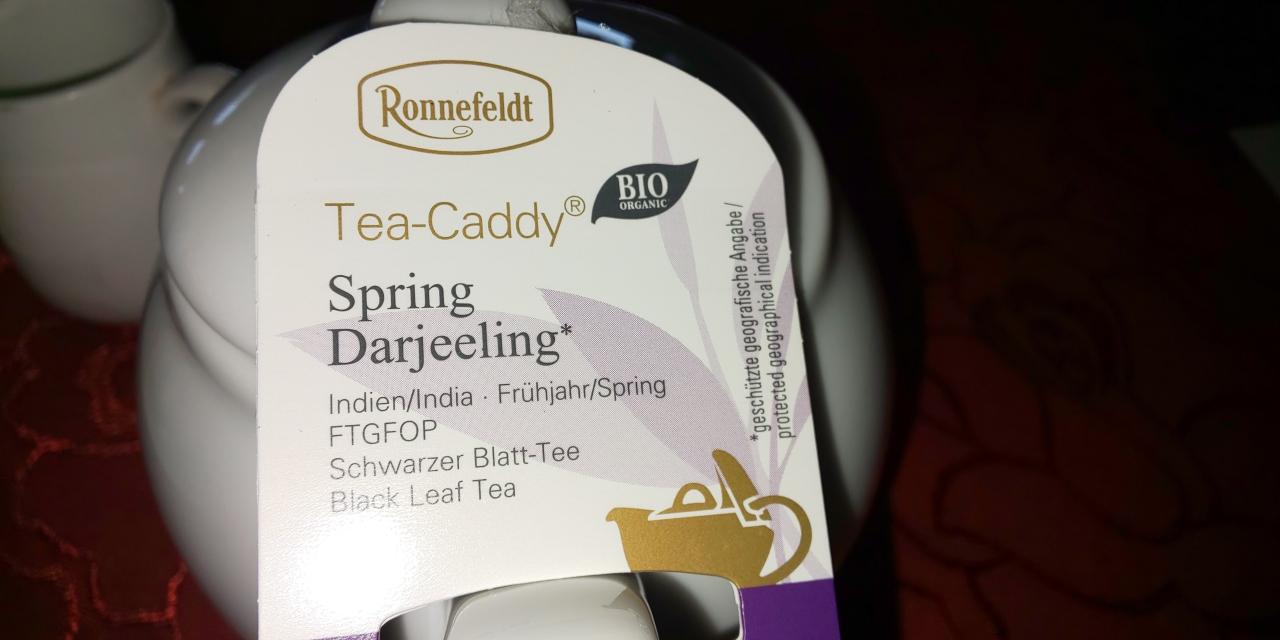 Ronnefeldt
Tea-Caddy®
BIO
ORGANIC
Spring
Darjeeling*
Indien/India · Frühjahr/Spring
FTGFOP
Schwarzer Blatt-Tee
Black Leaf Tea
*geschützte geografische Angabe/
protected geographical indication